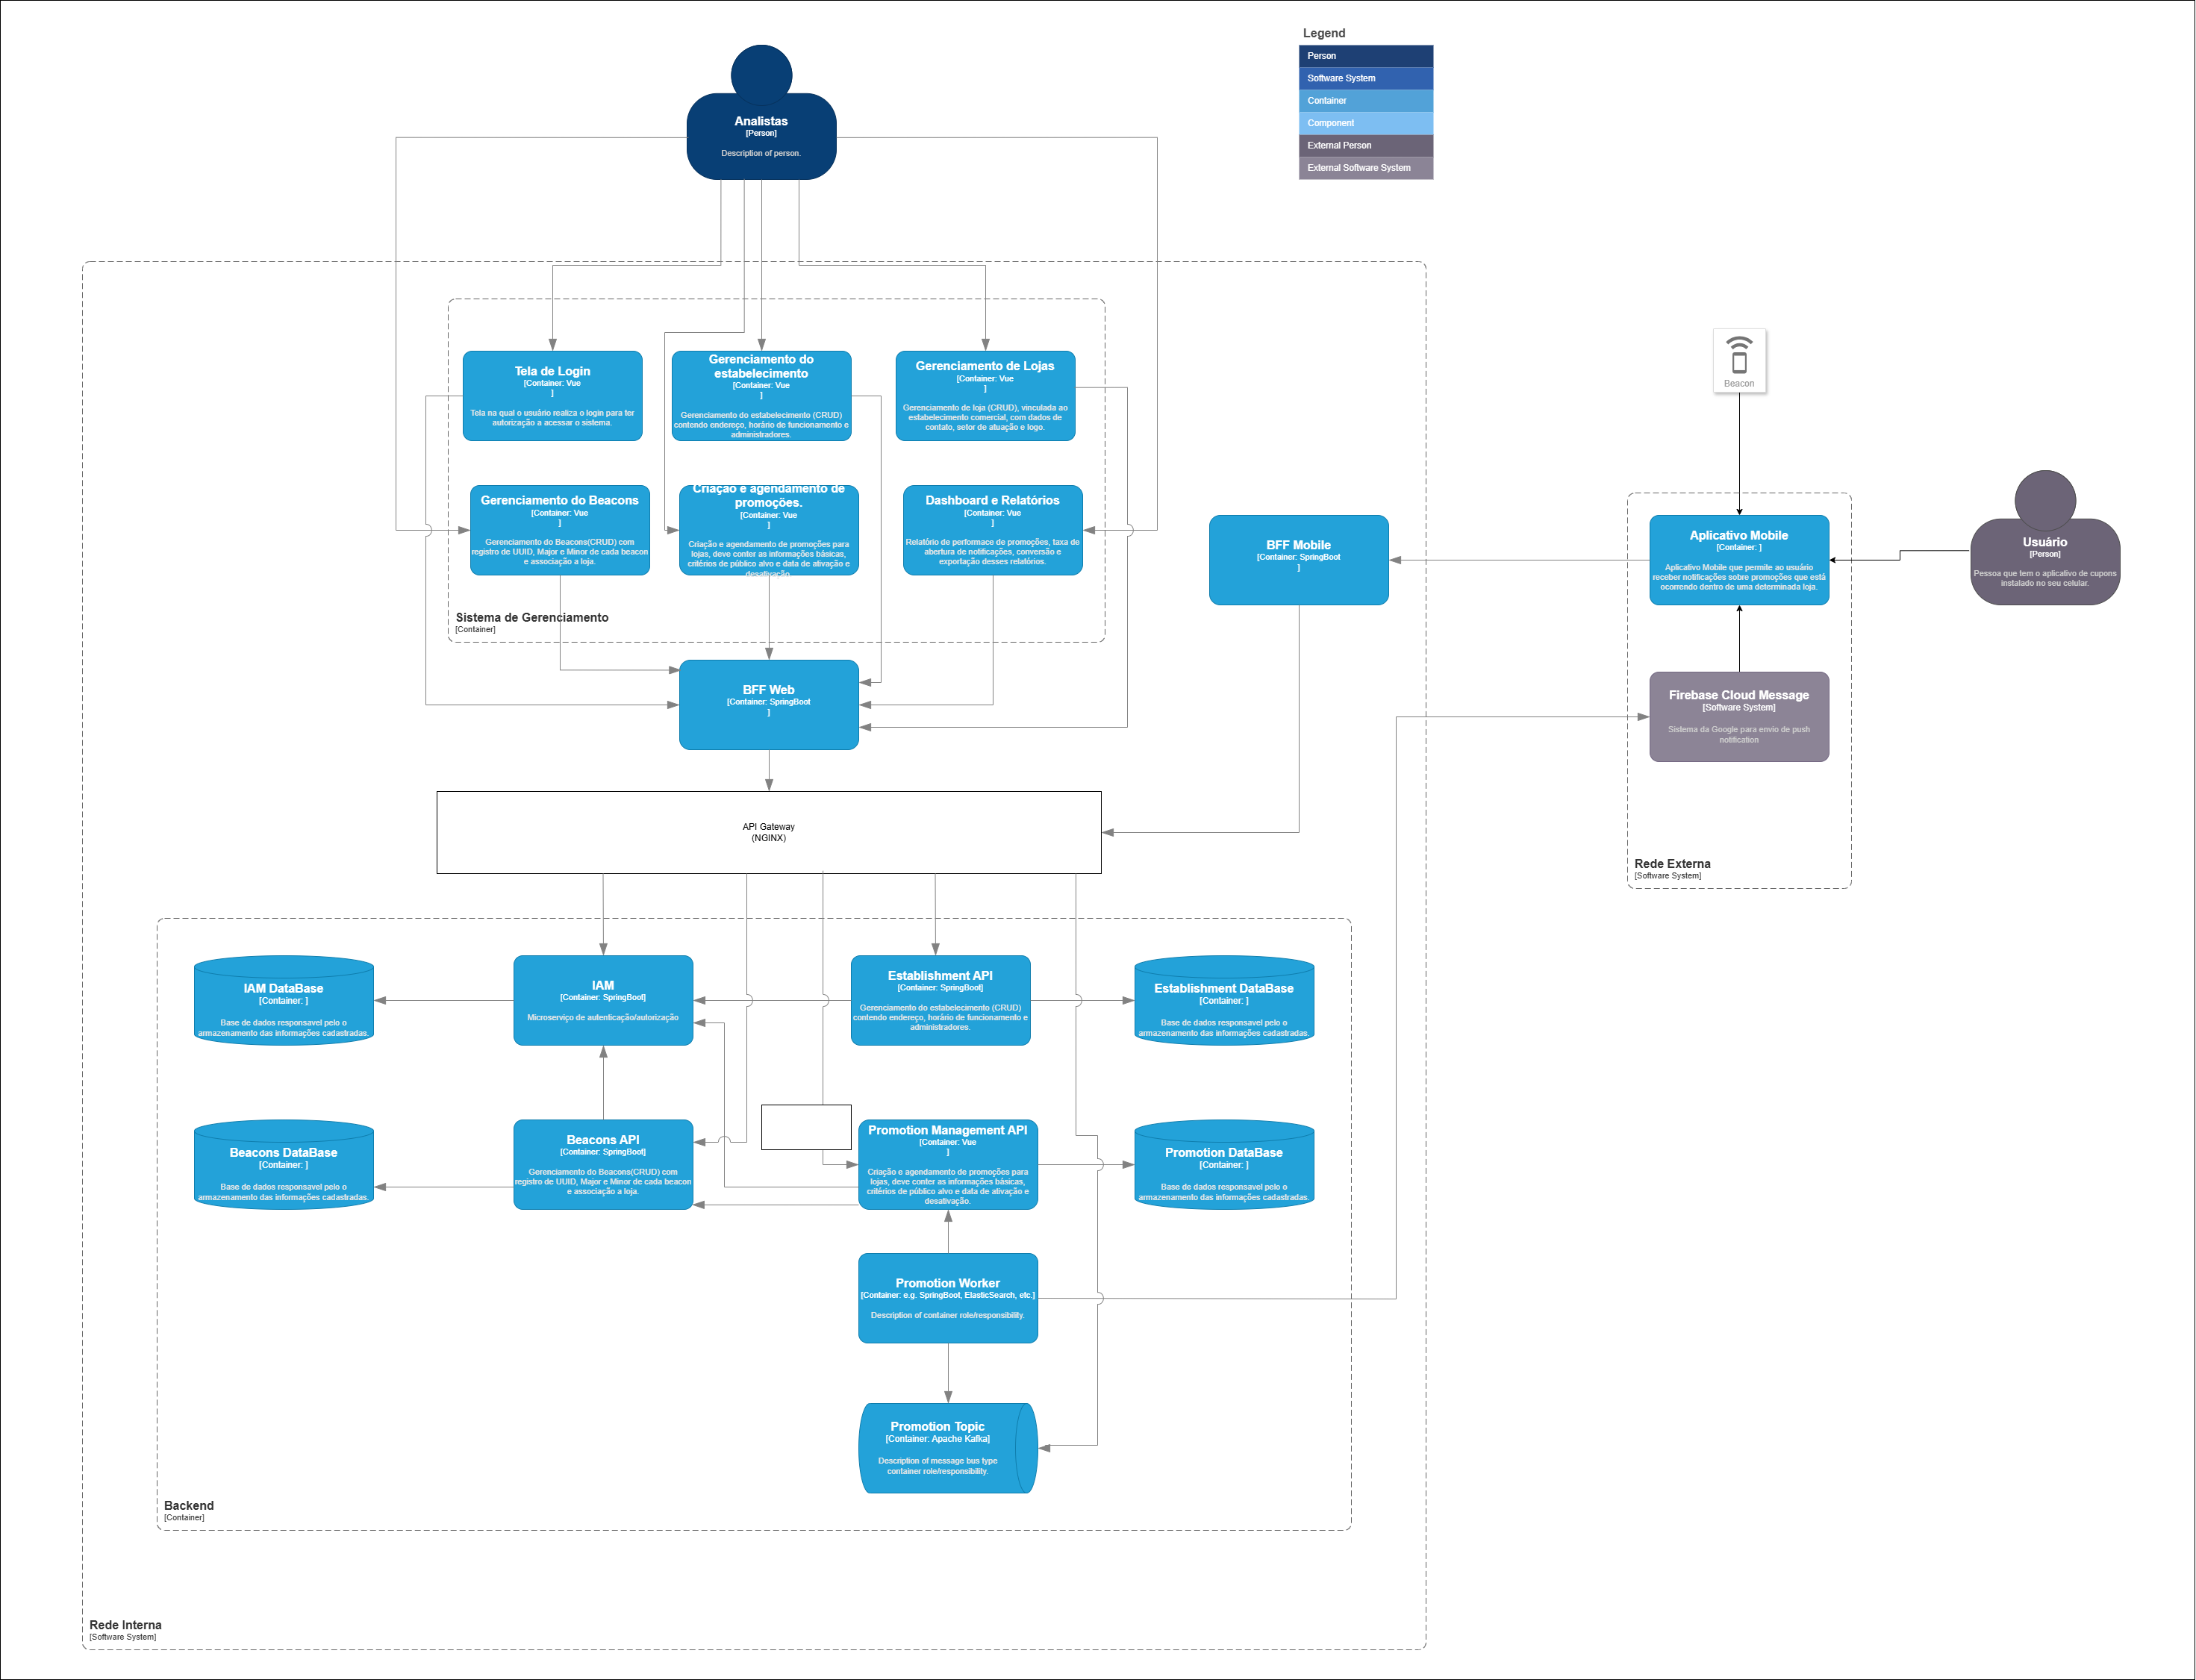 Legend
Person
Software System
Container
Component
External Person
External Software System
Analistas
[Person]
Description of person.
Tela de Login
[Container: Vue
]
Tela na qual o usuário realiza o login para ter
autorização a acessar o sistema.
Gerenciamento do
estabelecimento
[Container: Vue
]
Gerenciamento do estabelecimento (CRUD)
contendo endereço, horário de funcionamento e
administradores.
Gerenciamento de Lojas
[Container: Vue
]
Gerenciamento de loja (CRUD), vinculada ao
estabelecimento comercial, com dados de
contato, setor de atuação e logo.
Gerenciamento do Beacons
[Container: Vue
]
Gerenciamento do Beacons(CRUD) com
registro de UUID, Major e Minor de cada beacon
e associação a loja.
Criação e agendamento de
promoções.
[Container: Vue
]
Criação e agendamento de promoções para
lojas, deve conter as informações básicas,
critérios de público alvo e data de ativação e
desativação.
Dashboard e Relatórios
[Container: Vue
]
Relatório de performace de promoções, taxa de
abertura de notificações, conversão e
exportação desses relatórios.
Sistema de Gerenciamento
[Container]
BFF Mobile
[Container: SpringBoot
]
Beacon
Aplicativo Mobile
[Container: ]
Aplicativo Mobile que permite ao usuário
receber notificações sobre promoções que está
ocorrendo dentro de uma determinada loja.
Usuário
[Person]
Pessoa que tem o aplicativo de cupons
instalado no seu celular.
Firebase Cloud Message
[Software System]
Sistema da Google para envio de push
notification
Rede Externa
[Software System]
BFF Web
[Container: SpringBoot
]
API Gateway
(NGINX)
IAM DataBase
[Container: ]
Base de dados responsavel pelo o
armazenamento das informações cadastradas.
IAM
[Container: SpringBoot]
Microserviço de autenticação/autorização
Establishment API
[Container: SpringBoot]
Gerenciamento do estabelecimento (CRUD)
contendo endereço, horário de funcionamento e
administradores.
Establishment DataBase
[Container: ]
Base de dados responsavel pelo o
armazenamento das informações cadastradas.
Beacons DataBase
[Container: ]
Base de dados responsavel pelo o
armazenamento das informações cadastradas.
Beacons API
[Container: SpringBoot]
Gerenciamento do Beacons(CRUD) com
registro de UUID, Major e Minor de cada beacon
e associação a loja.
Promotion Management API
[Container: Vue
]
Criação e agendamento de promoções para
lojas, deve conter as informações básicas,
critérios de público alvo e data de ativação e
desativação.
Promotion DataBase
[Container: ]
Base de dados responsavel pelo o
armazenamento das informações cadastradas.
Promotion Worker
[Container: e.g. SpringBoot, ElasticSearch, etc.]
Description of container role/responsibility.
Promotion Topic
[Container: Apache Kafka]
Description of message bus type
container role/responsibility.
Backend
[Container]
Rede Interna
[Software System]